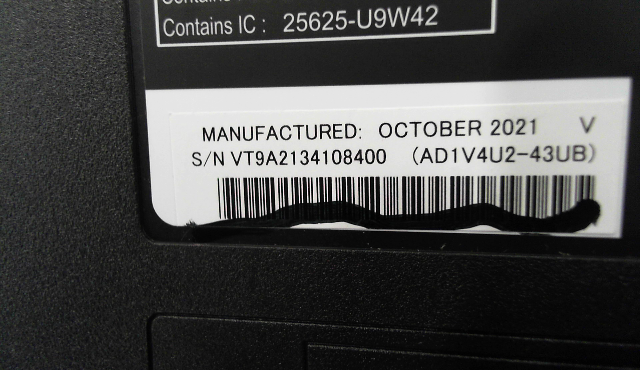 Contains IC : 25625-U9W42
MANUFACTURED: OCTOBER 2021 V
S/N VT9A2134108400 (AD1V4U2-43UB)